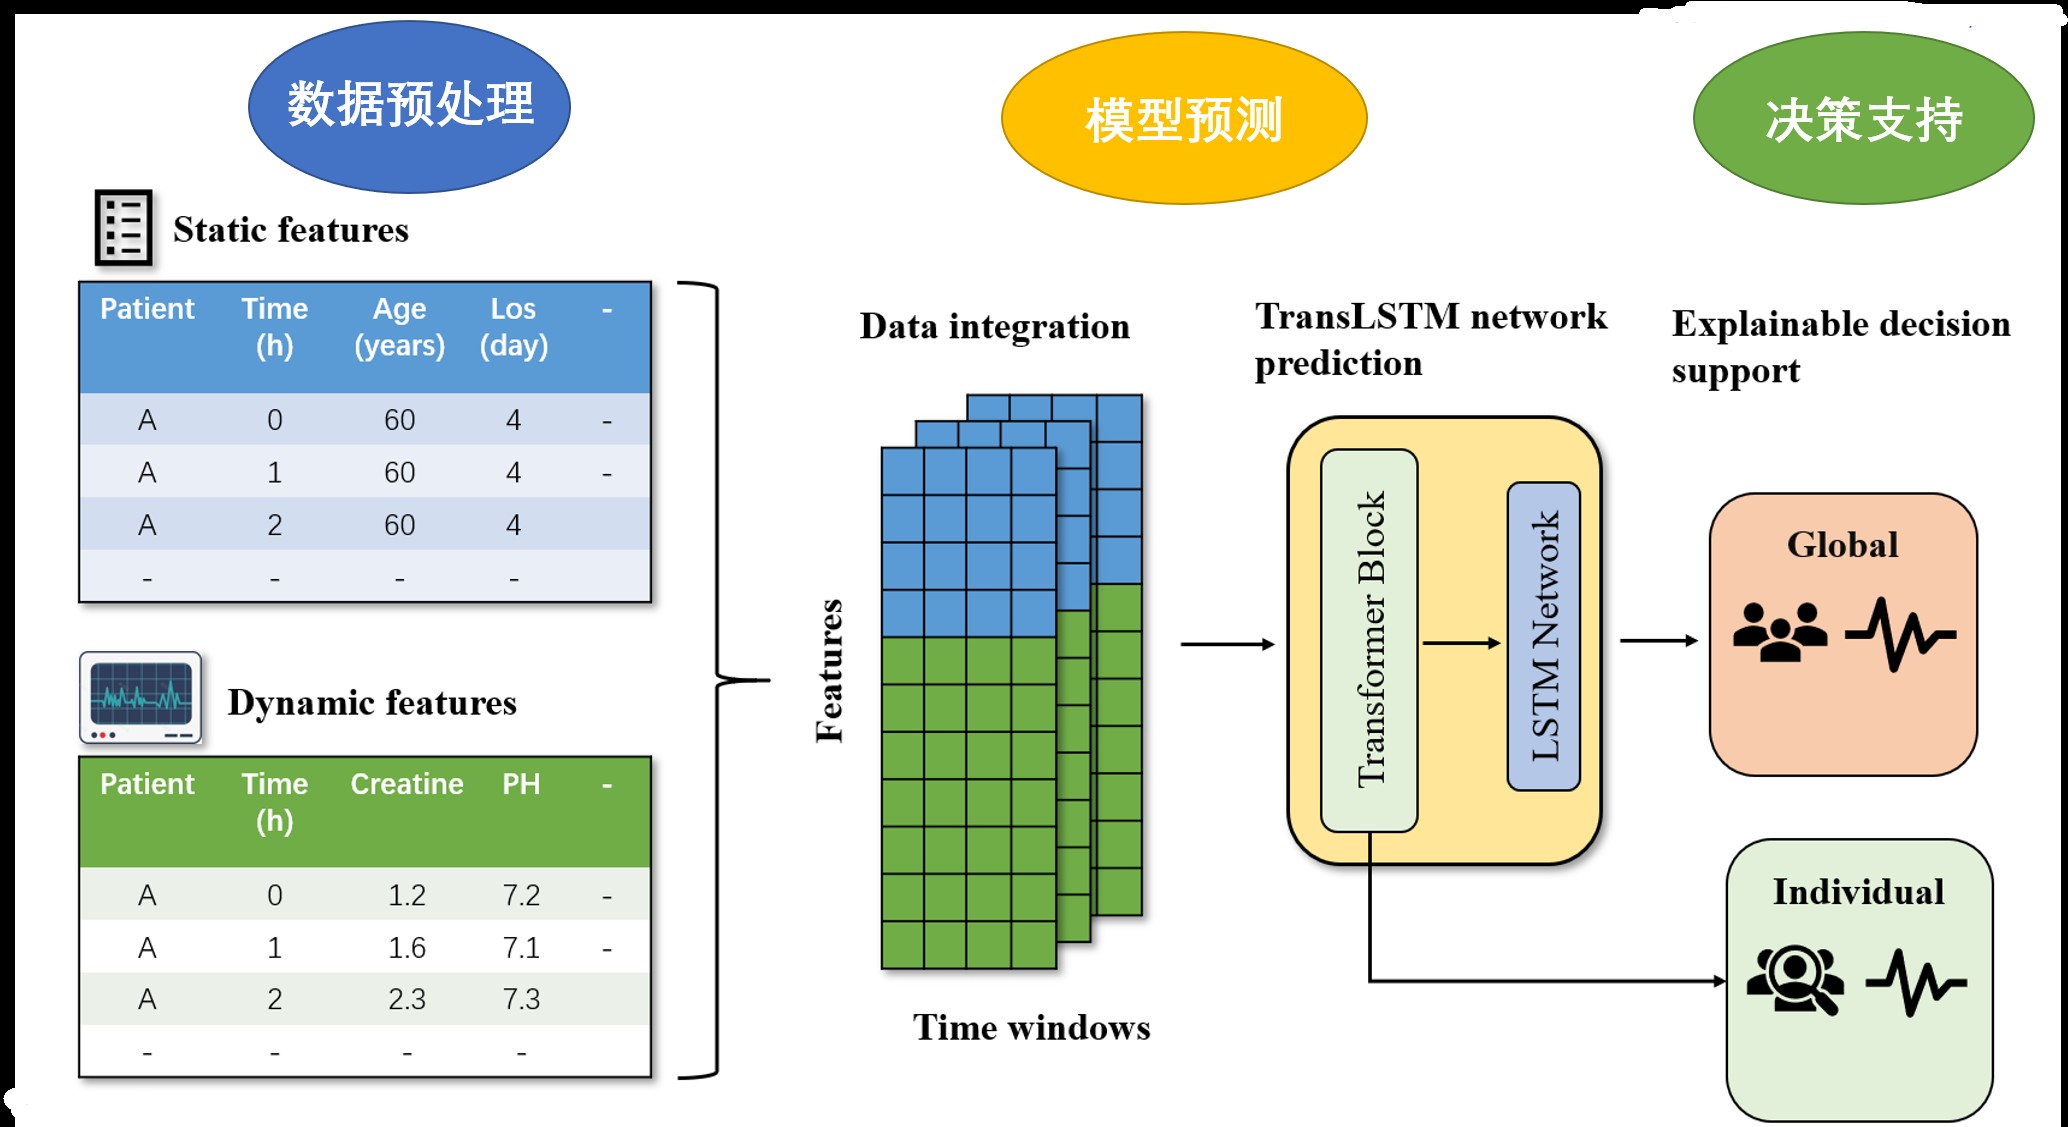 数据预处理
模型预测
决策支持
Static features
Patient Time Age Los -
(h) (years) (day)
A 0 60 4 -
A 1 60 4 -
A 2 60 4
- - - -
Dynamic features
Patient Time Creatine PH -
(h)
A 0 1.2 7.2 -
A 1 1.6 7.1 -
A 2 2.3 7.3
- - - -
Data integration
Features
Time windows
TransLSTM network
prediction
Transformer Block
LSTM Network
Explainable decision
support
Global
Individual